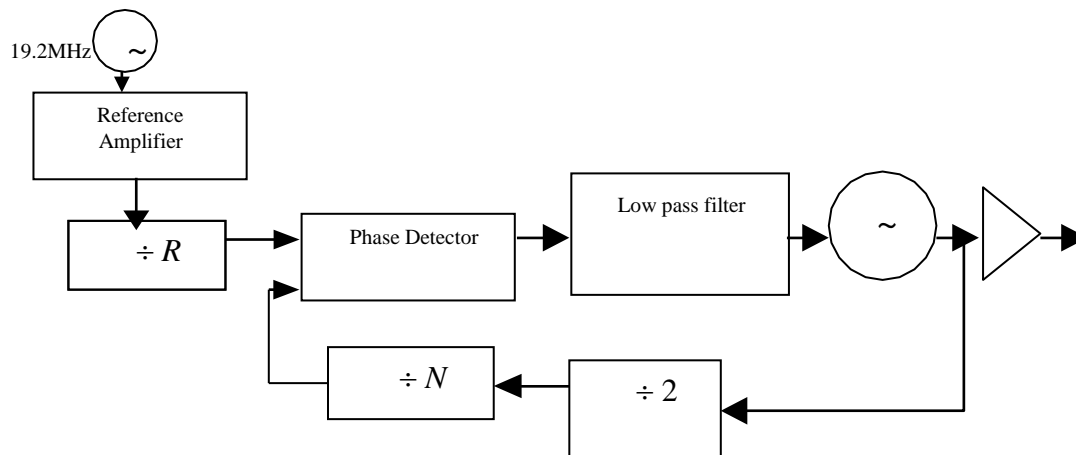 19.2MHz
~
Reference
Amplifier
÷ R
Phase Detector
Low pass filter
~
÷ N
÷ 2